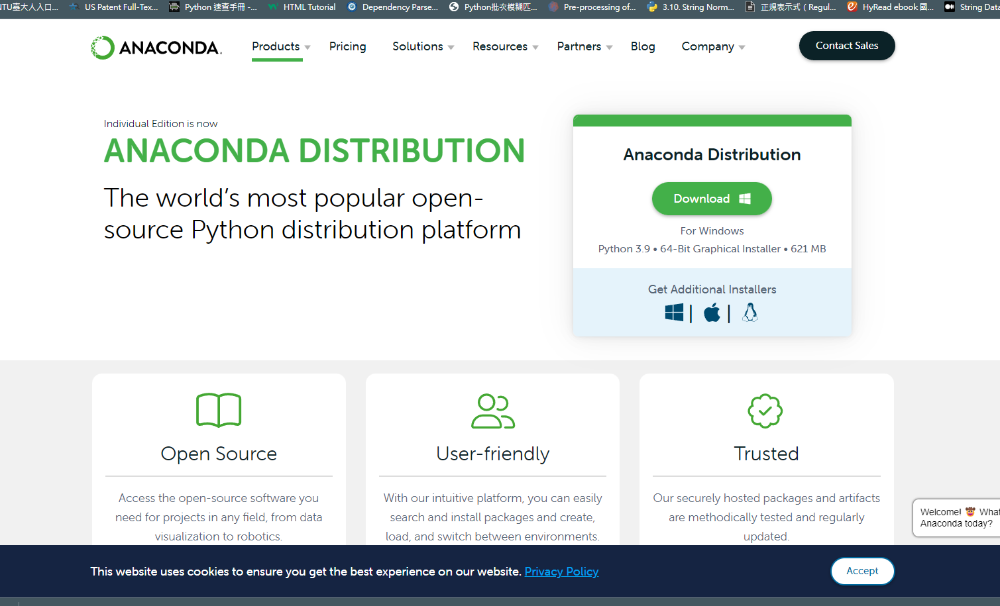 ITU臺大人入口... US Patent Full-Tex... Python 速查手冊 -... HTML Tutorial Dependency Parse... Python批次模糊匹... Pre-processing of... 3.10. String Norm... 正規表示式 ( Regul... HyRead ebook 國... String Data
ANACONDA. Products Pricing Solutions Resources Partners Blog Company Contact Sales
Individual Edition is now
ANACONDA DISTRIBUTION
The world's most popular open-
source Python distribution platform
Anaconda Distribution
Download
For Windows
Python 3.9 • 64-Bit Graphical Installer • 621 MB
Get Additional Installers
Open Source
Access the open-source software you
need for projects in any field, from data
visualization to robotics.
User-friendly
With our intuitive platform, you can easily
search and install packages and create,
load, and switch between environments.
Trusted
Our securely hosted packages and artifacts
are methodically tested and regularly
updated.
Welcome! 🤠 What
Anaconda today?
This website uses cookies to ensure you get the best experience on our website. Privacy Policy
Accept